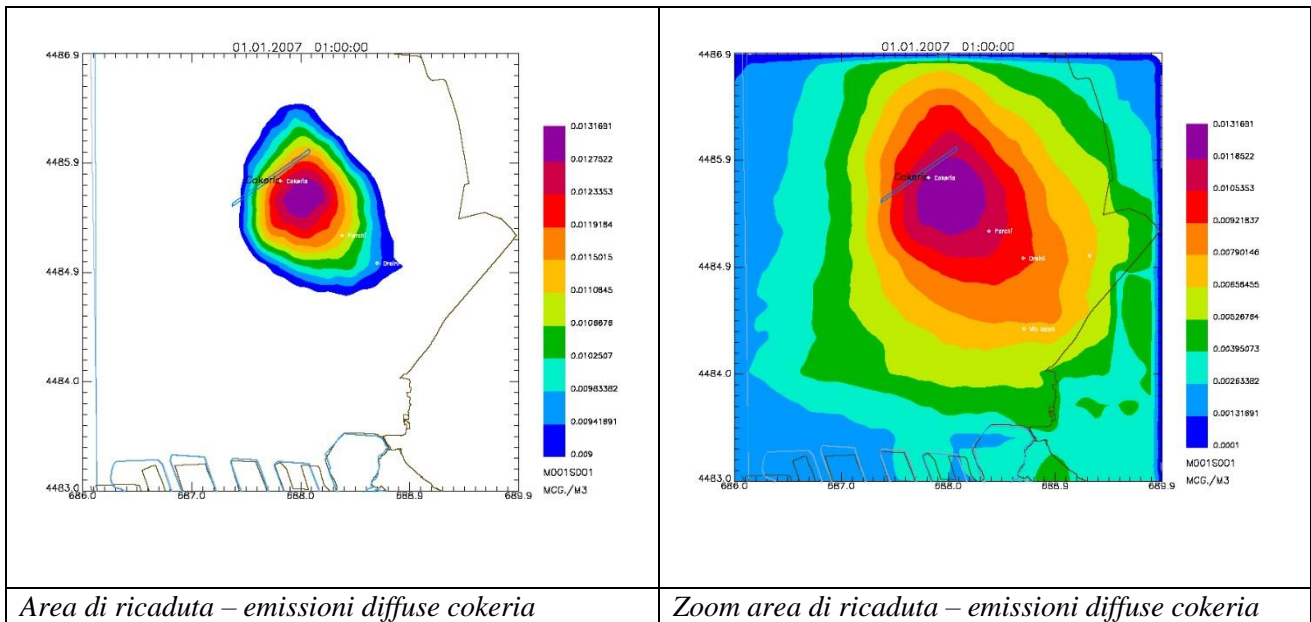 01.01.2007 01:00:00
4486.9
4485.9
4484.9
4484.0
4483.0
686.0 687.0 688.0 688.9 689.9
Cokeria
Cokeria
Parchi
0.0131691
0.0127522
0.0123353
0.0119184
0.0115015
0.0110845
0.0106676
0.0102507
0.00983382
0.00941691
0.009
M001S001
MCG./M3
01.01.2007 01:00:00
4486.9
4485.9
4484.9
4484.0
4483.0
686.0 687.0 688.0 688.9 689.9
Cokeria
Cokeria
Parchi
0.0131691
0.0118522
0.0105353
0.00921837
0.00790146
0.00658455
0.00526764
0.00395073
0.00263382
0.00131691
0.0001
M001S001
MCG./M3
Area di ricaduta – emissioni diffuse cokeria
Zoom area di ricaduta – emissioni diffuse cokeria